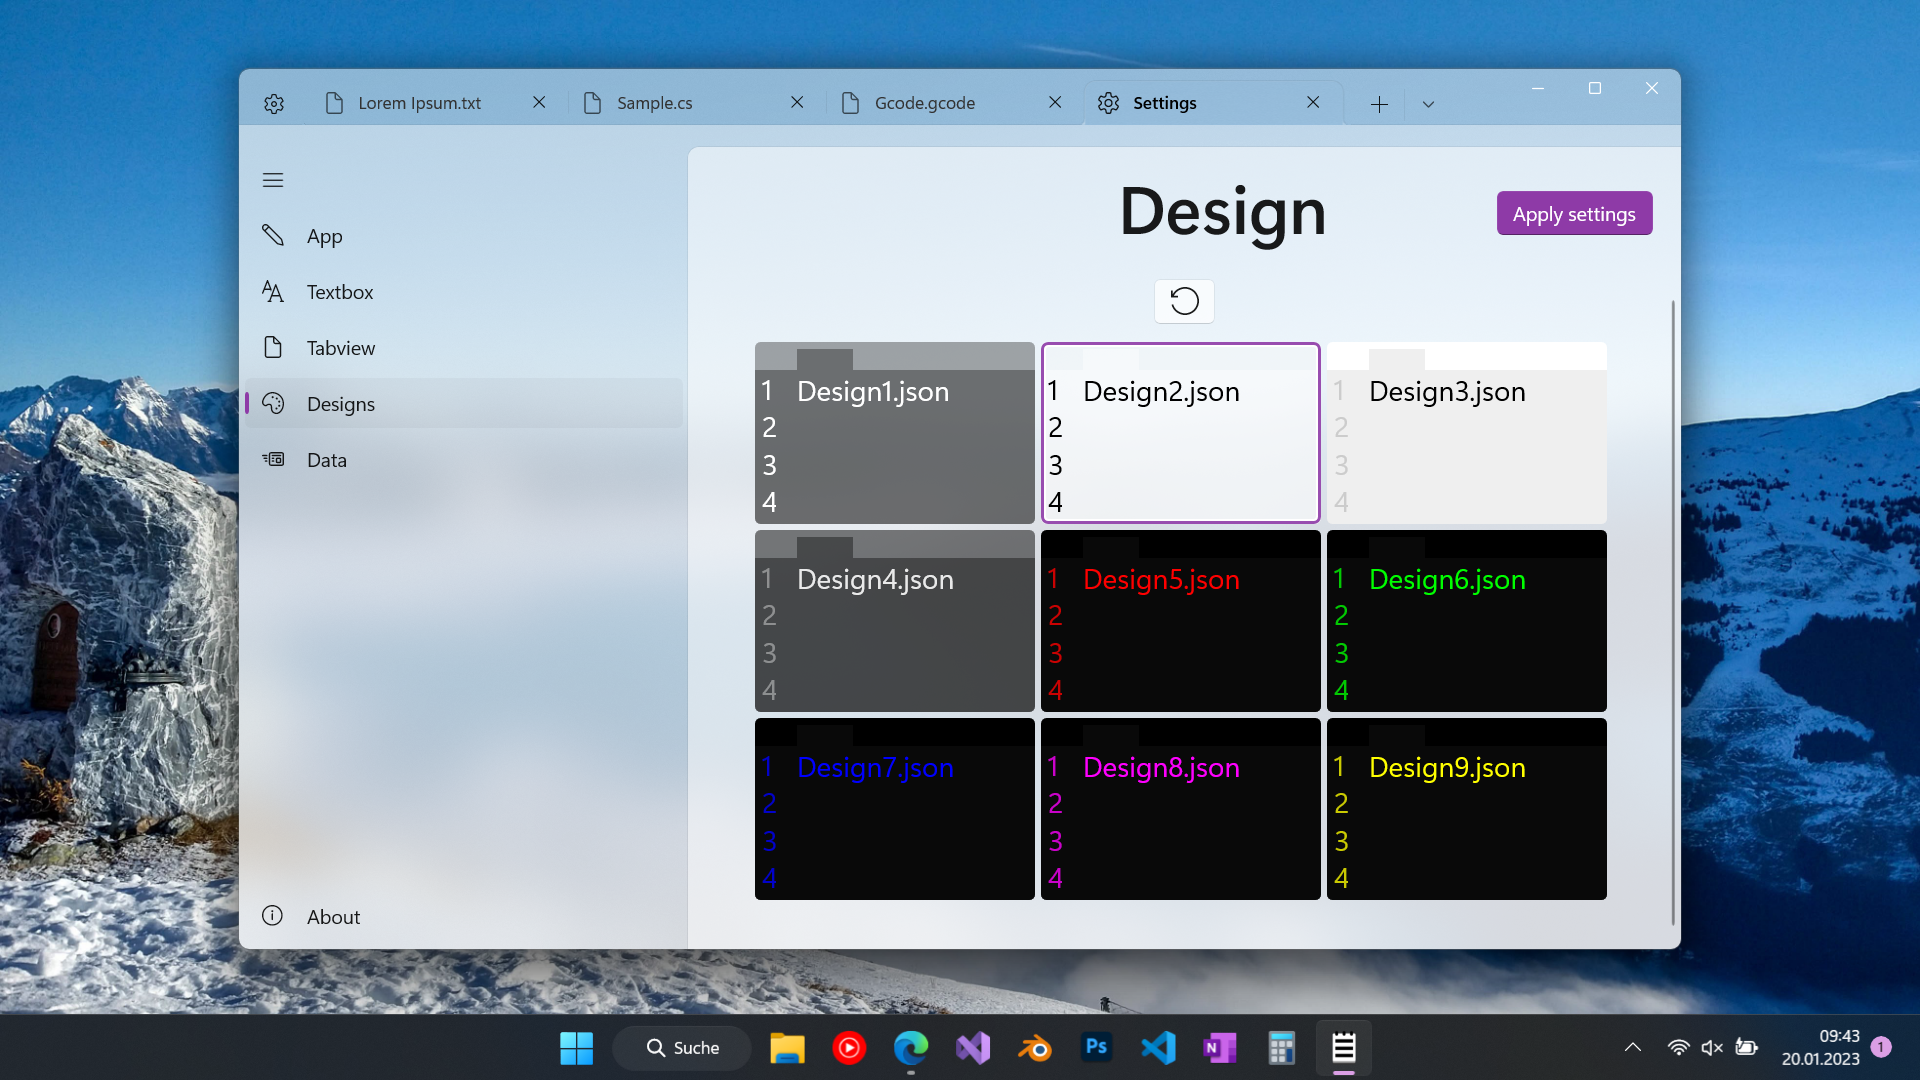 Lorem Ipsum.txt
Sample.cs
Gcode.gcode
Settings
App
Textbox
Tabview
Designs
Data
About
Design
Apply settings
1 Design1.json
2
3
4
1 Design2.json
2
3
4
1 Design3.json
2
3
4
1 Design4.json
2
3
4
1 Design5.json
2
3
4
1 Design6.json
2
3
4
1 Design7.json
2
3
4
1 Design8.json
2
3
4
1 Design9.json
2
3
4
Suche
Ps
N
09:43
20.01.2023
1